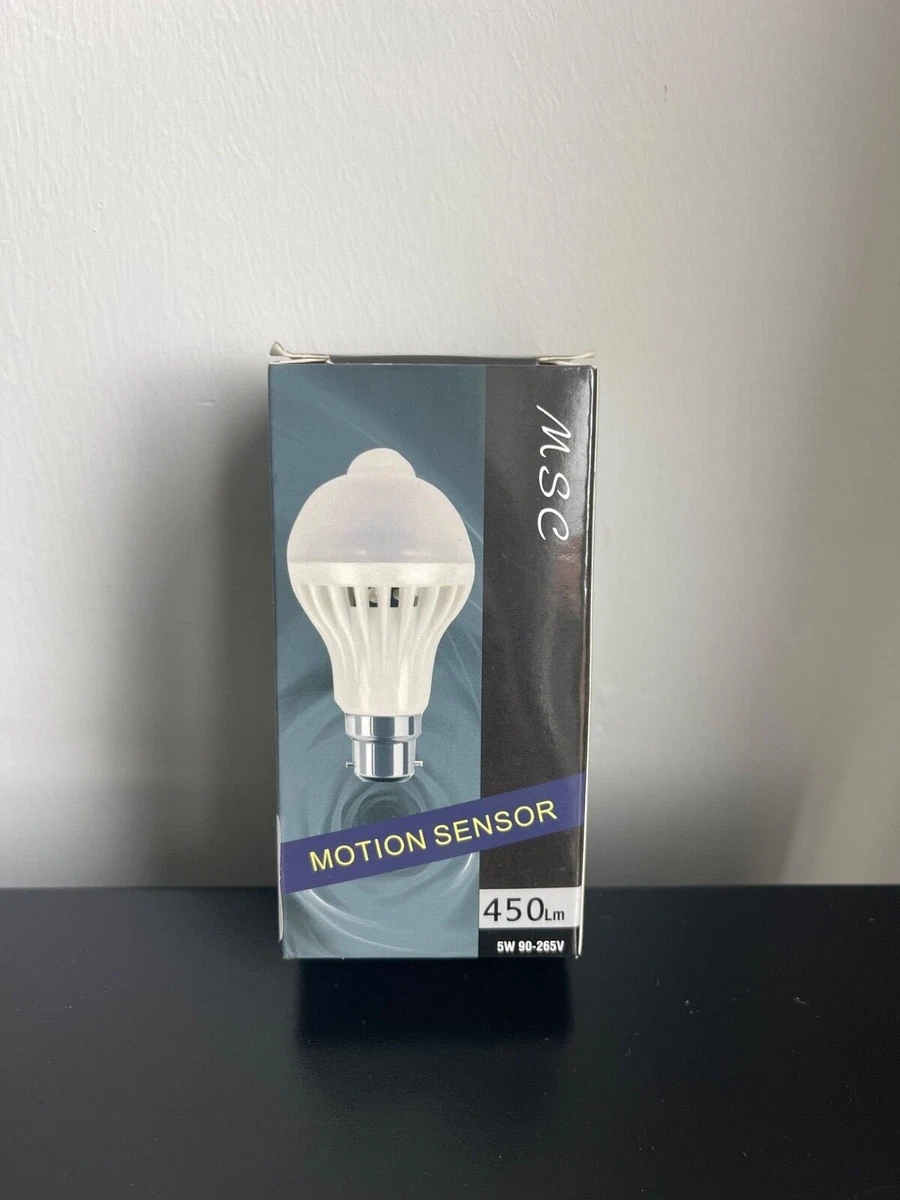 MSC
MOTION SENSOR
450Lm
5W 90-265V